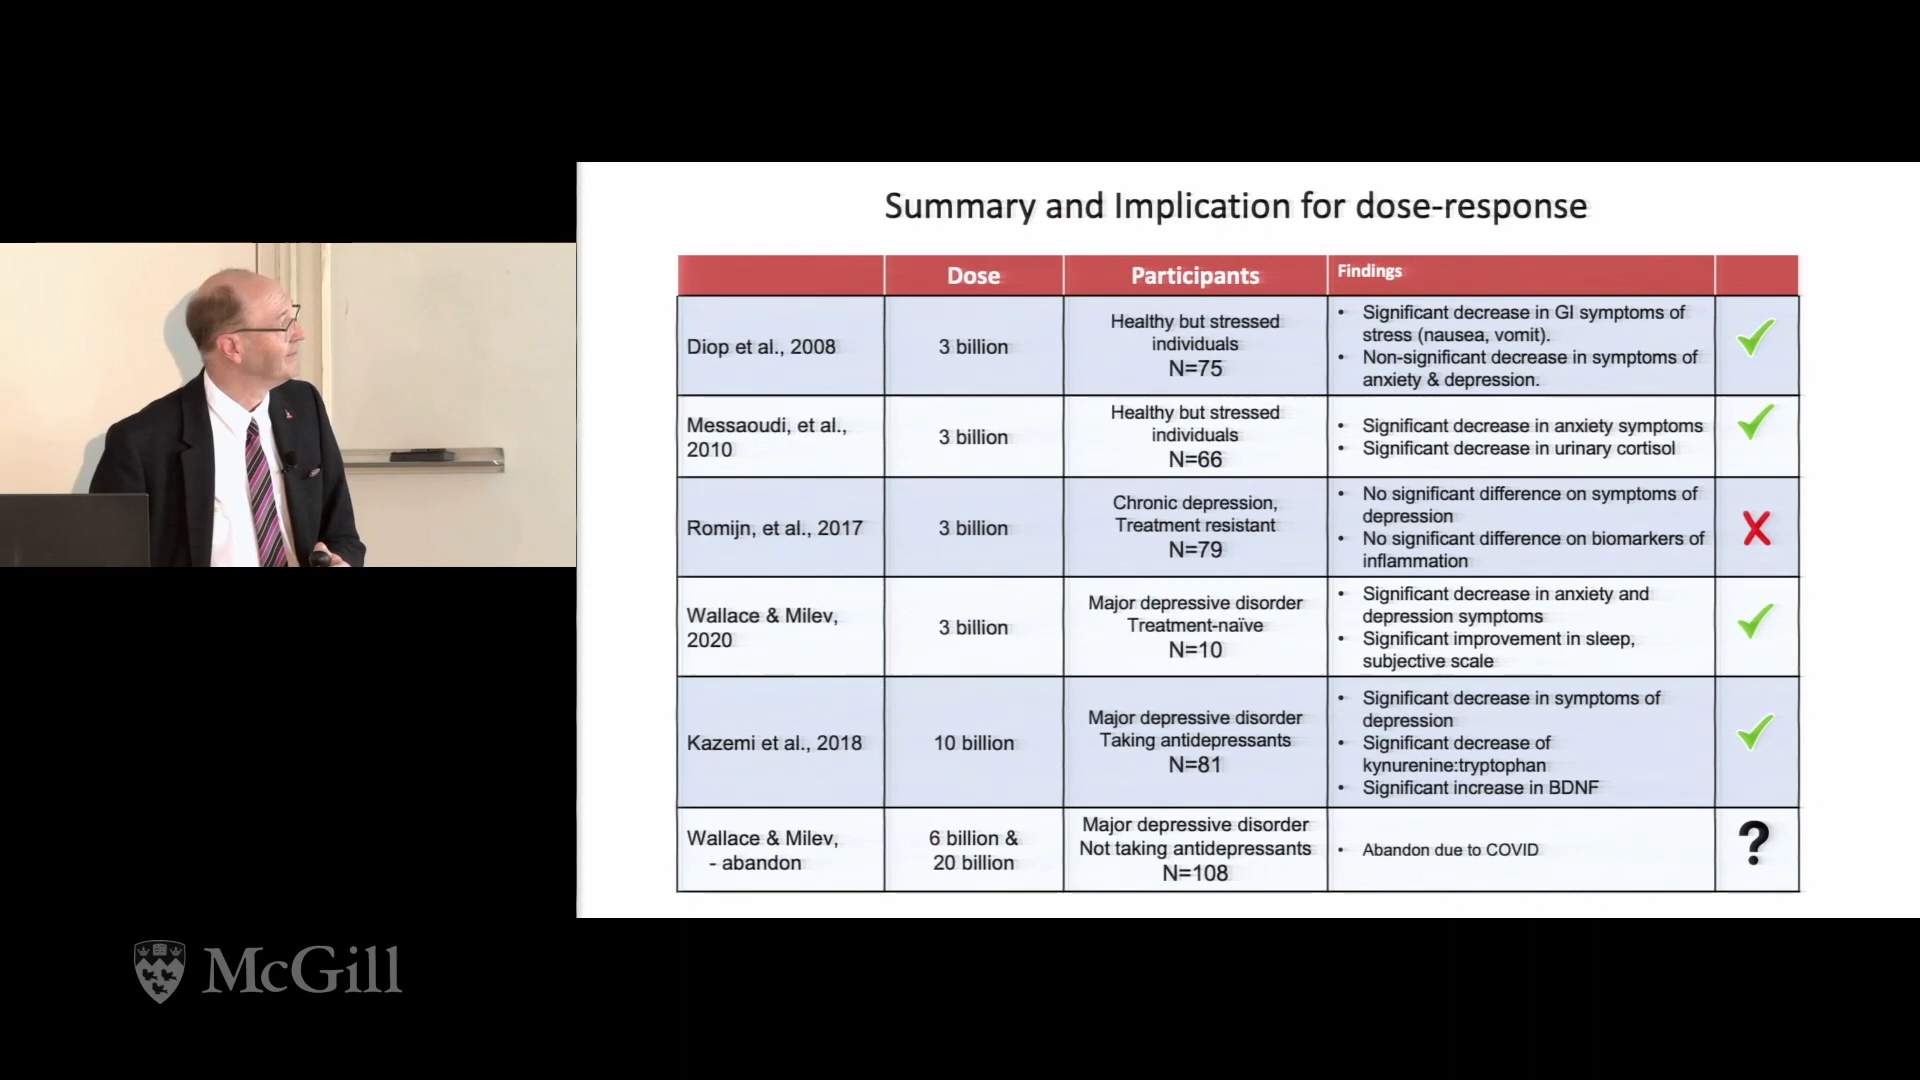 Summary and Implication for dose-response
Dose
Participants
Findings
Diop et al., 2008
3 billion
Healthy but stressed
individuals
N=75
• Significant decrease in GI symptoms of
stress (nausea, vomit).
• Non-significant decrease in symptoms of
anxiety & depression.
Messaoudi, et al.,
2010
3 billion
Healthy but stressed
individuals
N=66
• Significant decrease in anxiety symptoms
• Significant decrease in urinary cortisol
Romijn, et al., 2017
3 billion
Chronic depression,
Treatment resistant
N=79
• No significant difference on symptoms of
depression
• No significant difference on biomarkers of
inflammation
Wallace & Milev,
2020
3 billion
Major depressive disorder
Treatment-naïve
N=10
• Significant decrease in anxiety and
depression symptoms
• Significant improvement in sleep,
subjective scale
Kazemi et al., 2018
10 billion
Major depressive disorder
Taking antidepressants
N=81
• Significant decrease in symptoms of
depression
• Significant decrease of
kynurenine:tryptophan
• Significant increase in BDNF
Wallace & Milev,
- abandon
6 billion &
20 billion
Major depressive disorder
Not taking antidepressants
N=108
• Abandon due to COVID
?
McGill